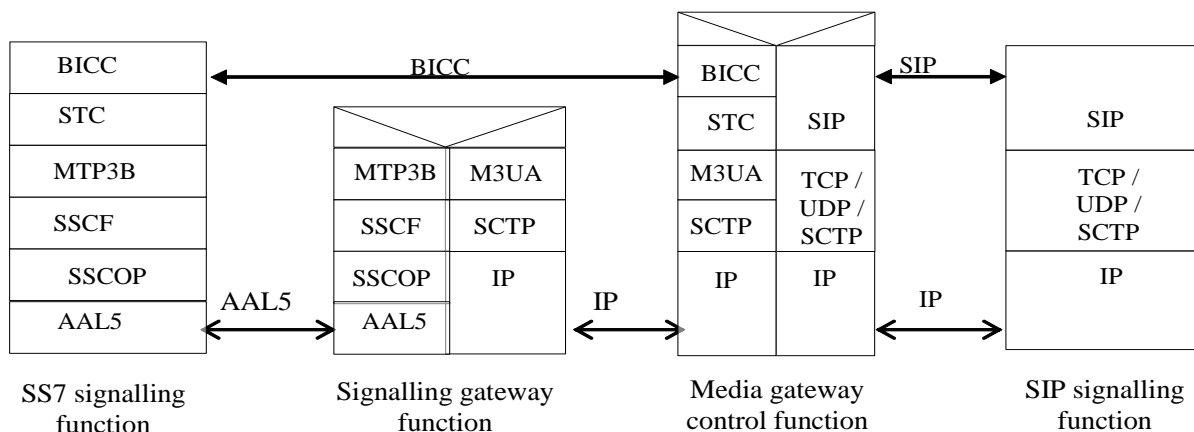 BICC
STC
MTP3B
SSCF
SSCOP
AAL5
SS7 signalling
function
BICC
AAL5
MTP3B
SSCF
SSCOP
AAL5
M3UA
SCTP
IP
Signalling gateway
function
IP
BICC
STC
M3UA
SCTP
IP
SIP
TCP /
UDP /
SCTP
IP
Media gateway
control function
SIP
IP
SIP
TCP /
UDP /
SCTP
IP
SIP signalling
function